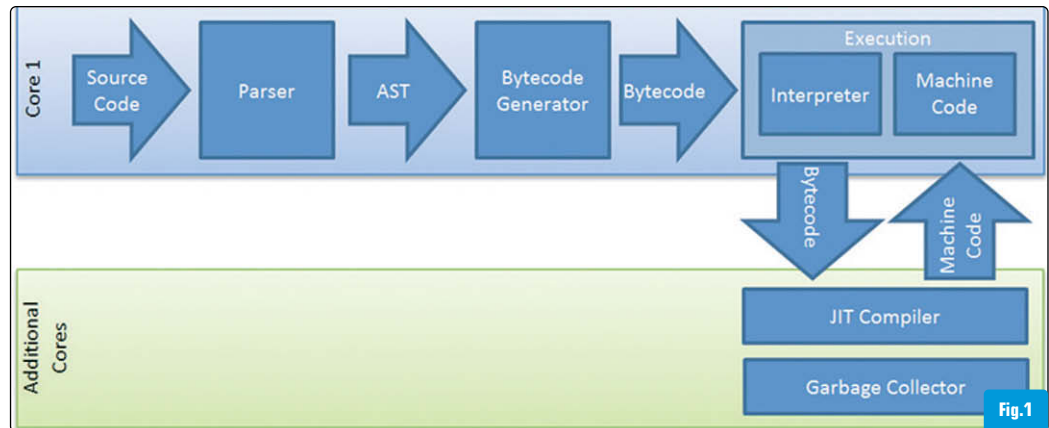 Core 1
Source
Code
Parser
AST
Bytecode
Generator
Bytecode
Execution
Interpreter
Machine
Code
Bytecode
Machine
Code
Additional
Cores
JIT Compiler
Garbage Collector
Fig.1